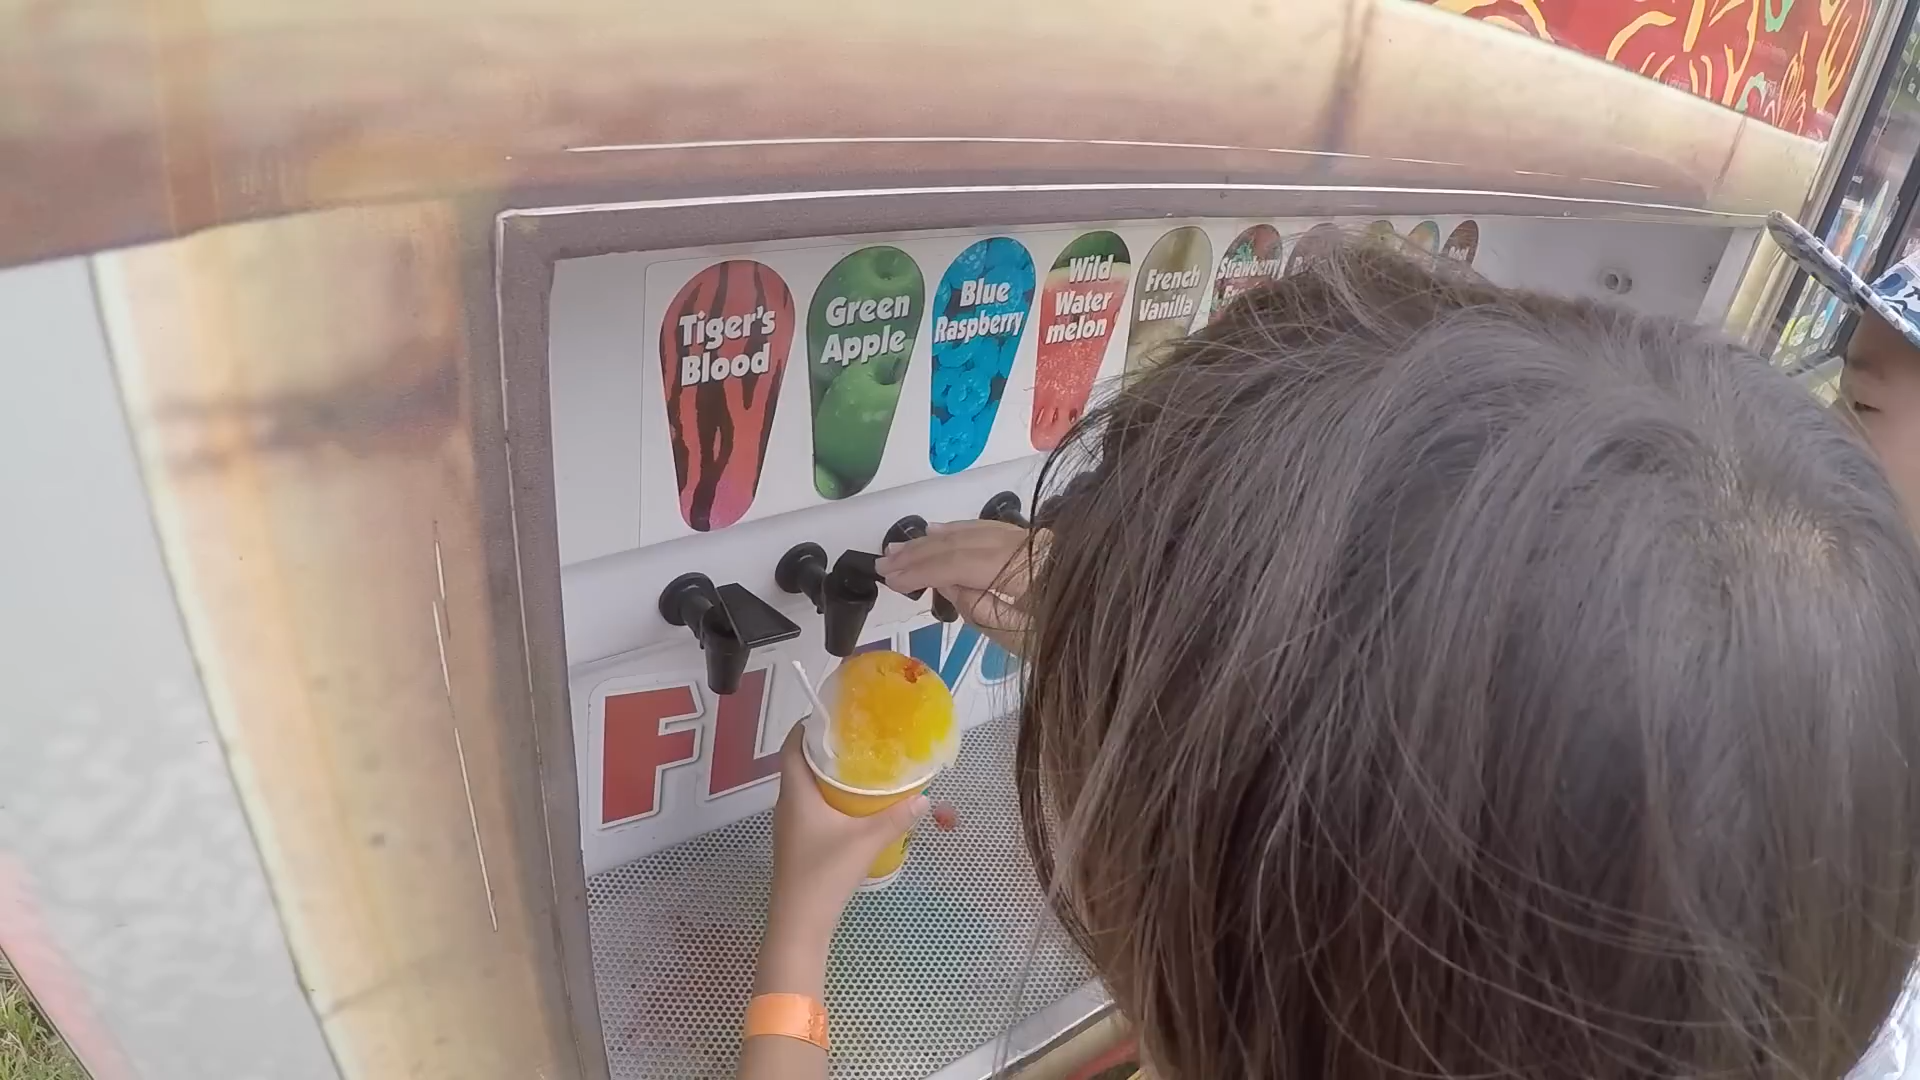 Tiger's
Blood
Green
Apple
Blue
Raspberry
Wild
Water
melon
French
Vanilla
Strawberry
FL